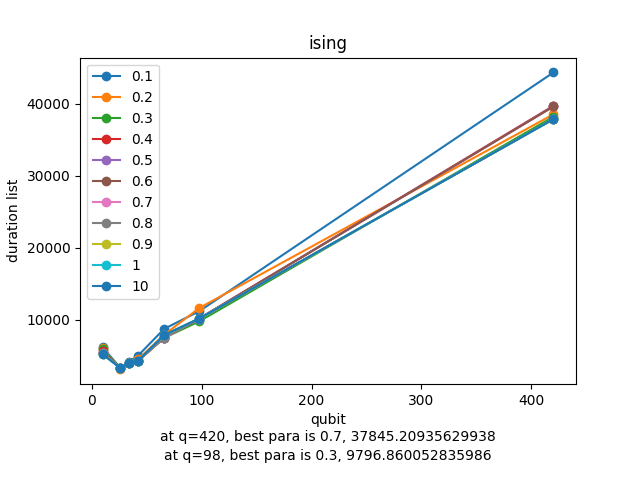 ising
0.1
0.2
0.3
0.4
0.5
0.6
0.7
0.8
0.9
1
10
duration list
40000
30000
20000
10000
0 100 200 300 400
qubit
at q=420, best para is 0.7, 37845.20935629938
at q=98, best para is 0.3, 9796.860052835986